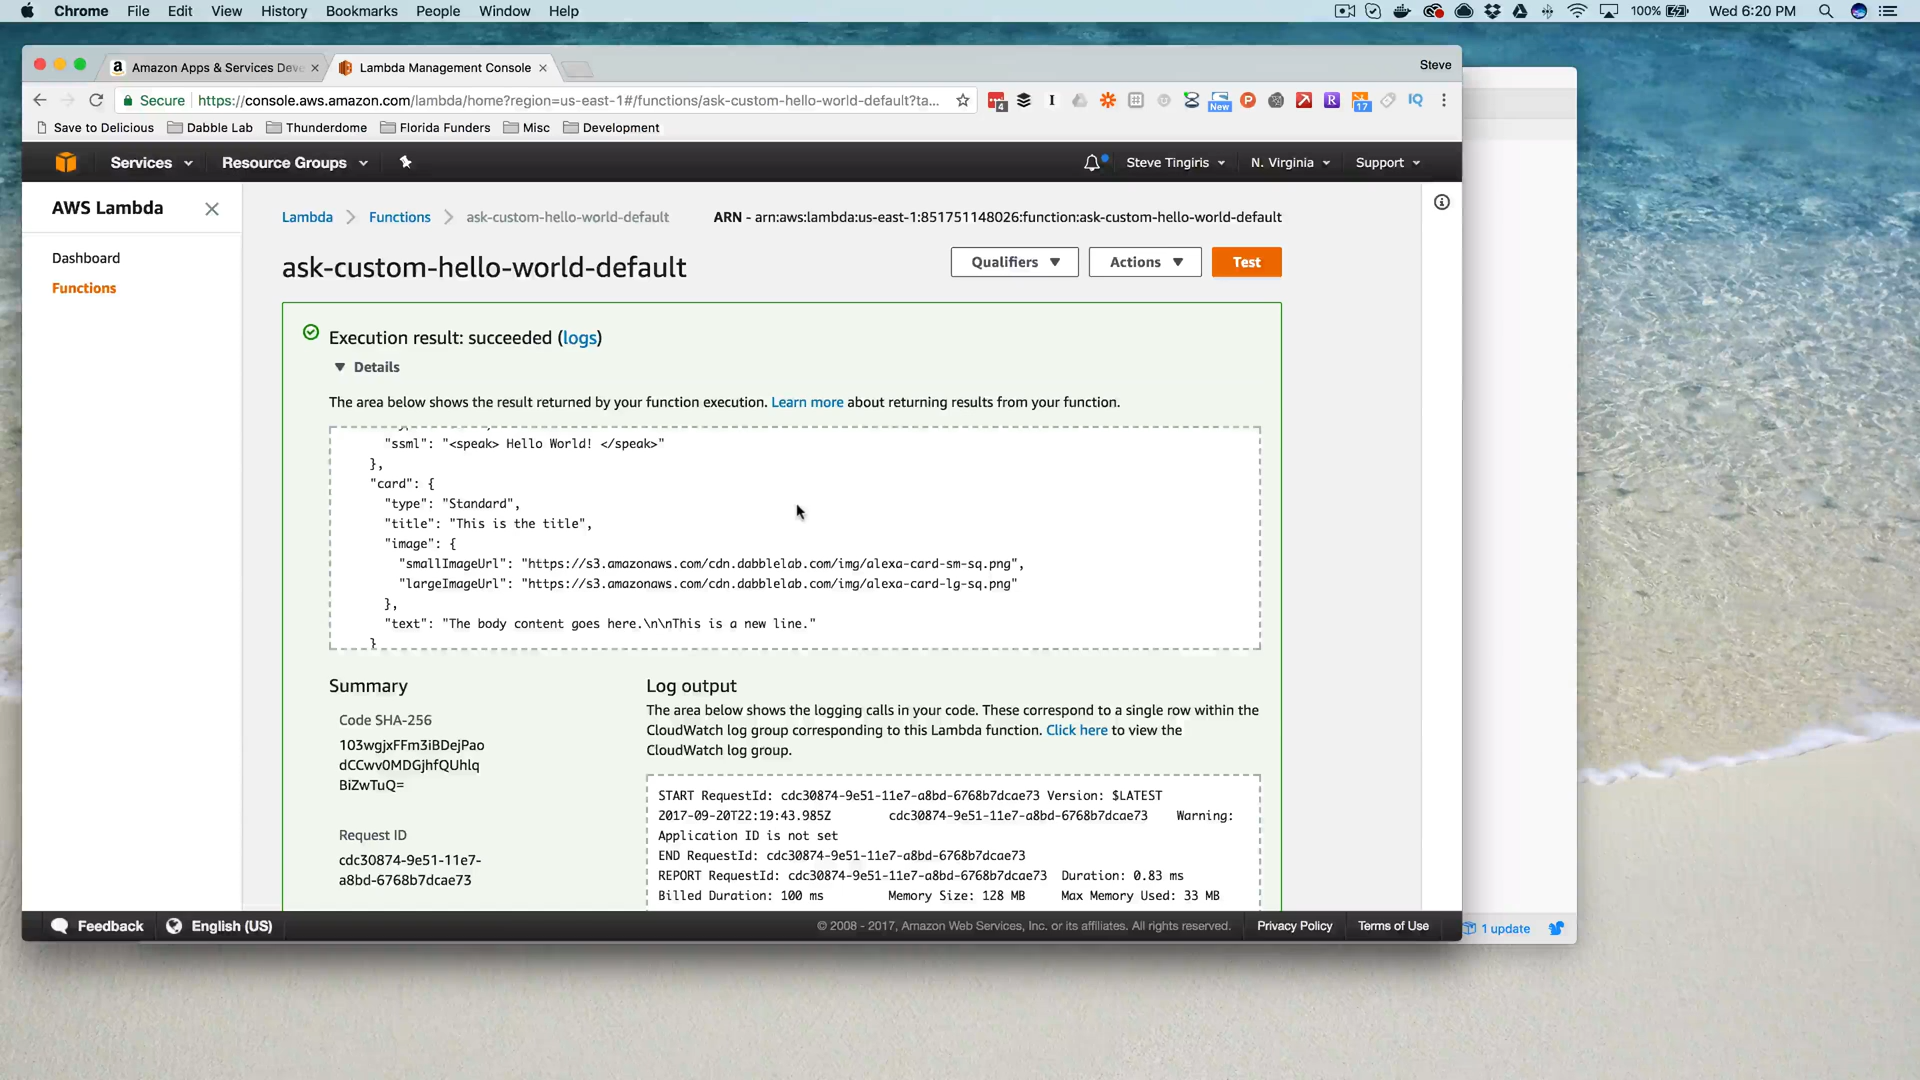 Chrome File Edit View History Bookmarks People Window Help 100% Wed 6:20 PM
Amazon Apps & Services Deve Lambda Management Console Steve
Secure https://console.aws.amazon.com/lambda/home?region=us-east-1#/functions/ask-custom-hello-world-default?ta... 4 New 17 IQ
Save to Delicious Dabble Lab Thunderdome Florida Funders Misc Development
Services Resource Groups Steve Tingiris N. Virginia Support
AWS Lambda
Dashboard
Functions
Lambda Functions ask-custom-hello-world-default ARN - arn:aws:lambda:us-east-1:851751148026:function:ask-custom-hello-world-default
ask-custom-hello-world-default Qualifiers Actions Test
Execution result: succeeded (logs)
Details
The area below shows the result returned by your function execution. Learn more about returning results from your function.
"ssml": "<speak> Hello World! </speak>"
},
"card": {
"type": "Standard",
"title": "This is the title",
"image": {
"smallImageUrl": "https://s3.amazonaws.com/cdn.dabblelab.com/img/alexa-card-sm-sq.png",
"largeImageUrl": "https://s3.amazonaws.com/cdn.dabblelab.com/img/alexa-card-lg-sq.png"
},
"text": "The body content goes here.\n\nThis is a new line."
}
Summary
Code SHA-256
103wgjxFFm3iBDejPao
dCCwv0MDGjhfQUhlq
BiZwTuQ=
Request ID
cdc30874-9e51-11e7-
a8bd-6768b7dcae73
Log output
The area below shows the logging calls in your code. These correspond to a single row within the
CloudWatch log group corresponding to this Lambda function. Click here to view the
CloudWatch log group.
START RequestId: cdc30874-9e51-11e7-a8bd-6768b7dcae73 Version: $LATEST
2017-09-20T22:19:43.985Z cdc30874-9e51-11e7-a8bd-6768b7dcae73 Warning:
Application ID is not set
END RequestId: cdc30874-9e51-11e7-a8bd-6768b7dcae73
REPORT RequestId: cdc30874-9e51-11e7-a8bd-6768b7dcae73 Duration: 0.83 ms
Billed Duration: 100 ms Memory Size: 128 MB Max Memory Used: 33 MB
Feedback English (US) © 2008 - 2017, Amazon Web Services, Inc. or its affiliates. All rights reserved. Privacy Policy Terms of Use
1 update